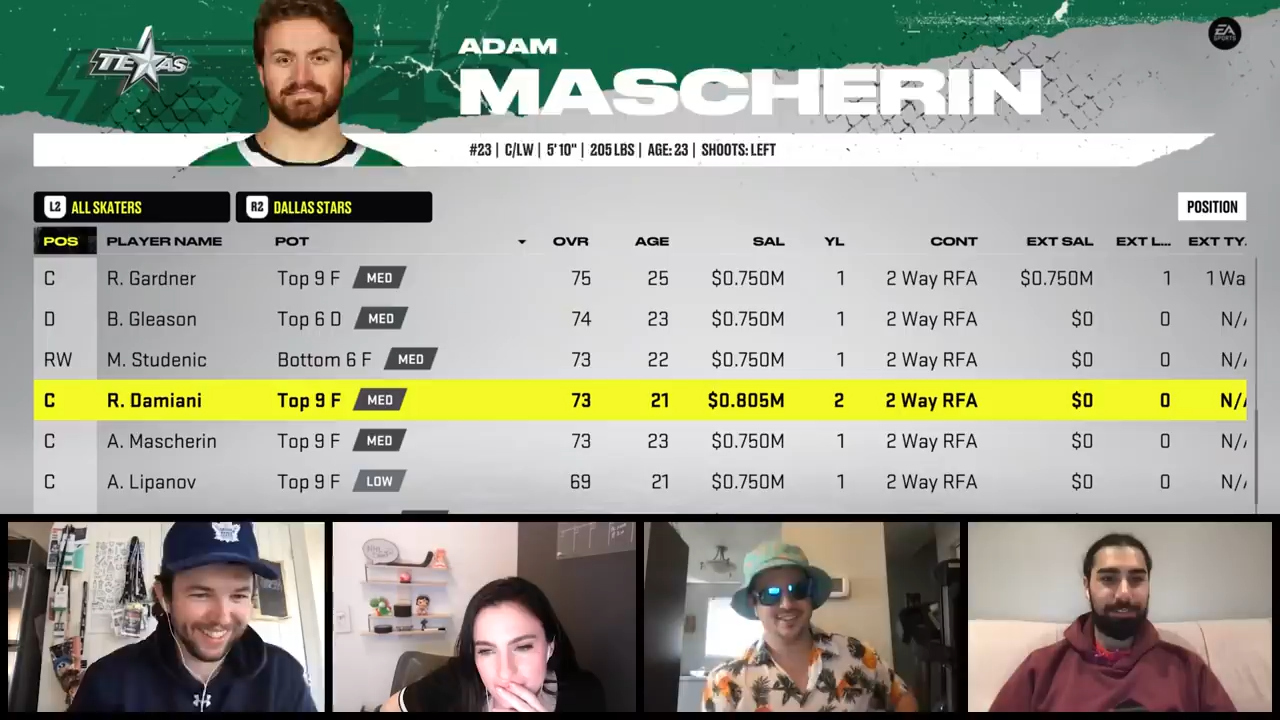 TEXAS
ADAM
MASCHERIN
EA
SPORTS
#23 | C/LW | 5'10" | 205 LBS | AGE: 23 | SHOOTS: LEFT
L2 ALL SKATERS R2 DALLAS STARS POSITION
POS PLAYER NAME POT OVR AGE SAL YL CONT EXT SAL EXT L... EXT TY.
C R. Gardner Top 9 F MED 75 25 $0.750M 1 2 Way RFA $0.750M 1 1 Wa
D B. Gleason Top 6 D MED 74 23 $0.750M 1 2 Way RFA $0 0 N/
RW M. Studenic Bottom 6 F MED 73 22 $0.750M 1 2 Way RFA $0 0 N/
C R. Damiani Top 9 F MED 73 21 $0.805M 2 2 Way RFA $0 0 N/
C A. Mascherin Top 9 F MED 73 23 $0.750M 1 2 Way RFA $0 0 N/
C A. Lipanov Top 9 F LOW 69 21 $0.750M 1 2 Way RFA $0 0 N/